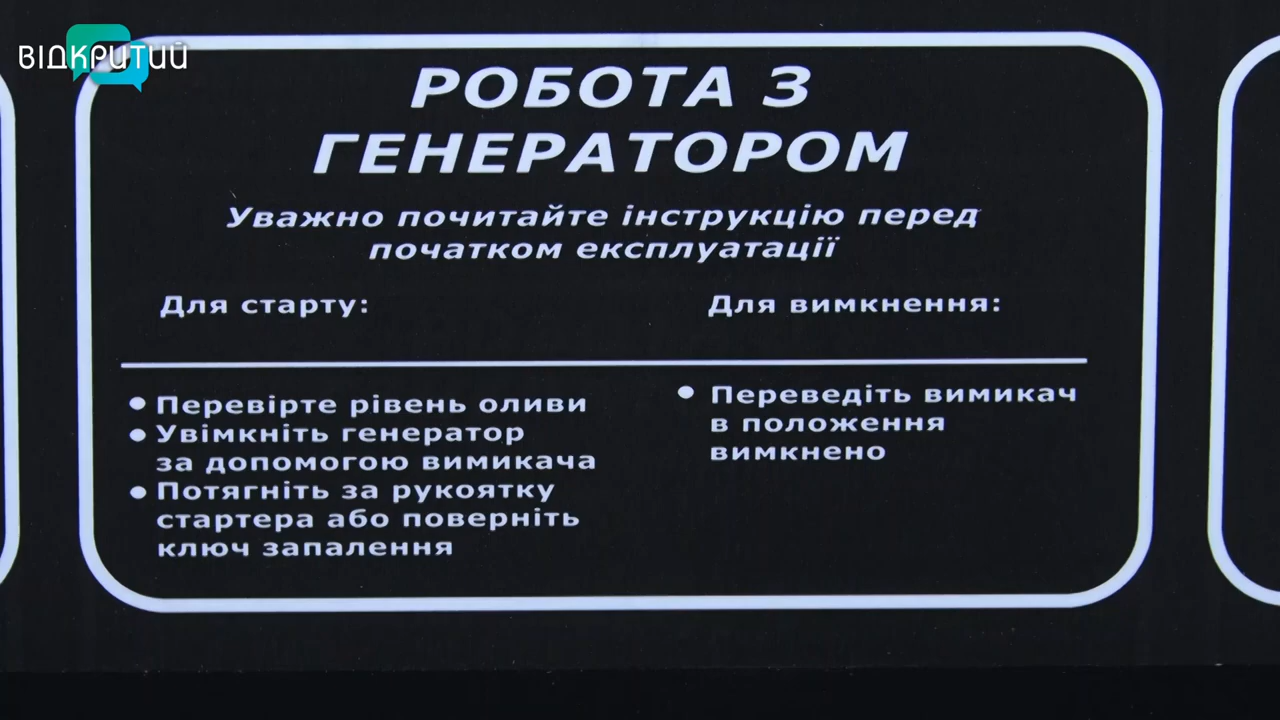 ВІДКРИТИЙ
РОБОТА З
ГЕНЕРАТОРОМ
Уважно почитайте інструкцію перед
початком експлуатації
Для старту:
Для вимкнення:
● Перевірте рівень оливи
● Увімкніть генератор
за допомогою вимикача
● Потягніть за рукоятку
стартера або поверніть
ключ запалення
● Переведіть вимикач
в положення
вимкнено